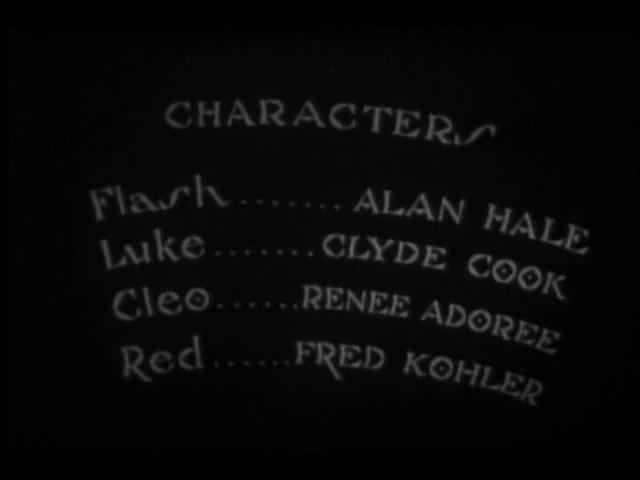 CHARACTERS
Flash.......ALAN HALE
Luke.......CLYDE COOK
Cleo......RENEE ADOREE
Red......FRED KOHLER